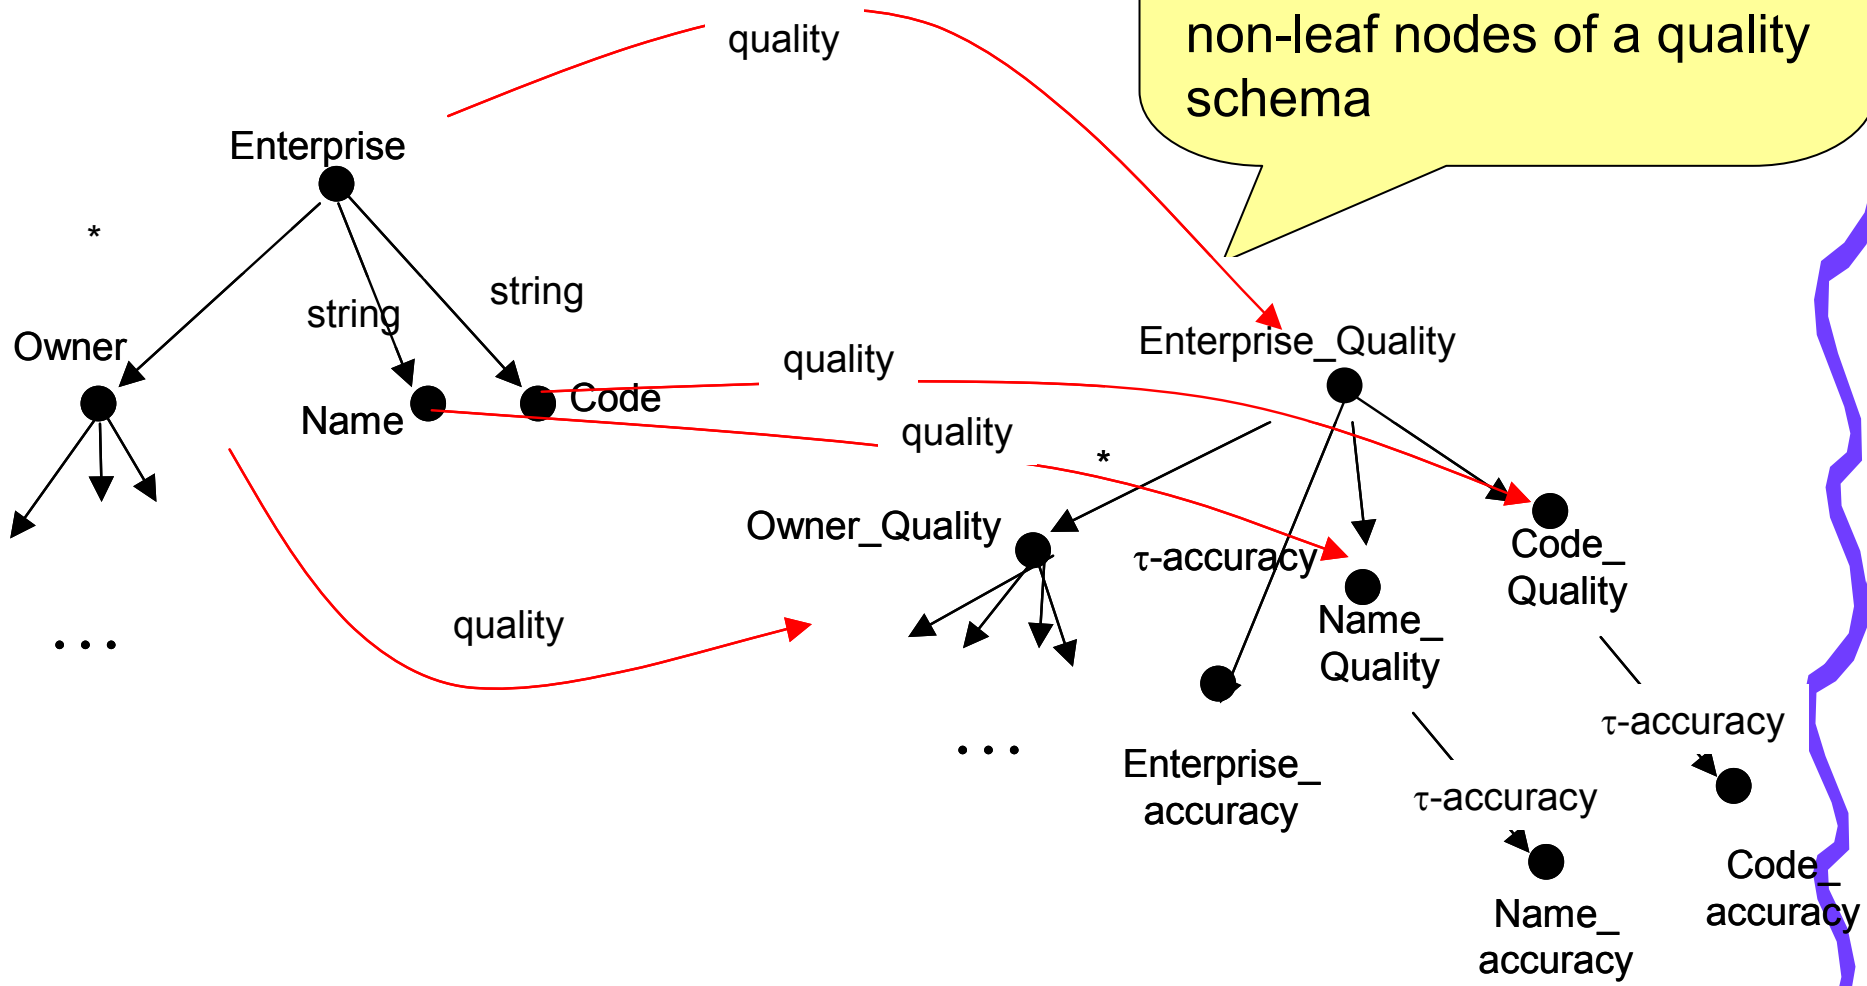 non-leaf nodes of a quality
schema
quality
Enterprise
*
string
string
Owner
Name
Code
quality
quality
quality
. . .
Enterprise_Quality
*
Owner_Quality
τ-accuracy
Code_
Quality
Name_
Quality
. . .
Enterprise_
accuracy
τ-accuracy
τ-accuracy
Name_
accuracy
Code_
accuracy